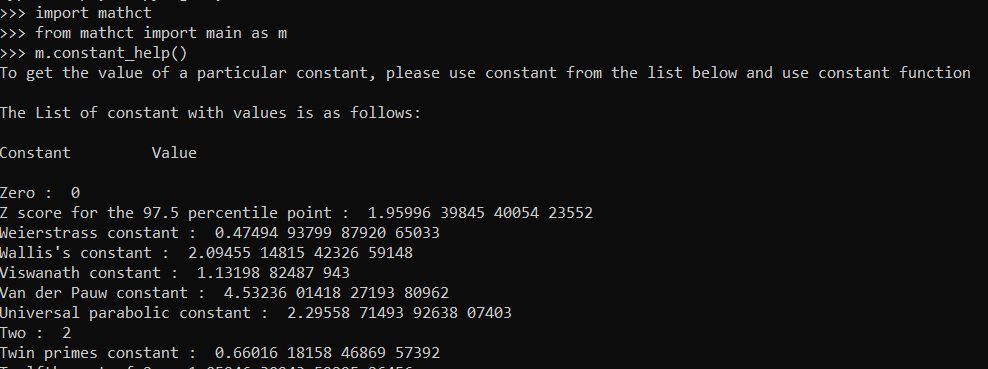 >>> import mathct
>>> from mathct import main as m
>>> m.constant_help()
To get the value of a particular constant, please use constant from the list below and use constant function
The List of constant with values is as follows:
Constant Value
Zero : 0
Z score for the 97.5 percentile point : 1.95996 39845 40054 23552
Weierstrass constant : 0.47494 93799 87920 65033
Wallis's constant : 2.09455 14815 42326 59148
Viswanath constant : 1.13198 82487 943
Van der Pauw constant : 4.53236 01418 27193 80962
Universal parabolic constant : 2.29558 71493 92638 07403
Two : 2
Twin primes constant : 0.66016 18158 46869 57392